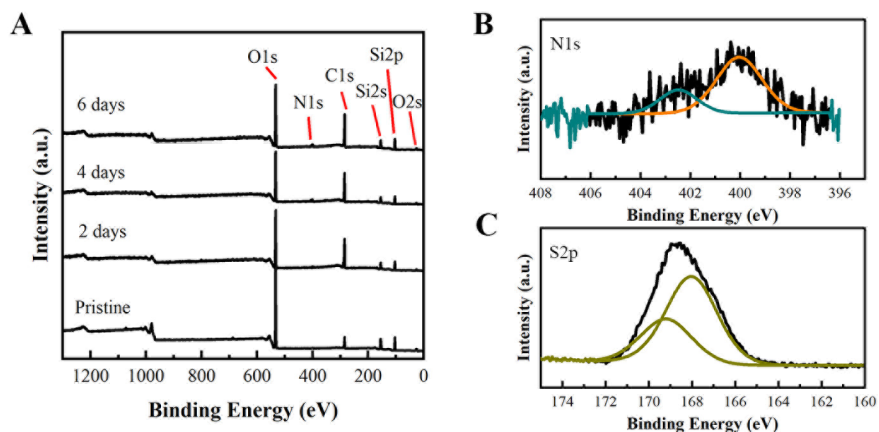 A
O1s
N1s
C1s
Si2p
Si2s
O2s
6 days
4 days
2 days
Pristine
Intensity (a.u.)
1200 1000 800 600 400 200 0
Binding Energy (eV)
B
N1s
Intensity (a.u.)
408 406 404 402 400 398 396
Binding Energy (eV)
C
S2p
Intensity (a.u.)
174 172 170 168 166 164 162 160
Binding Energy (eV)